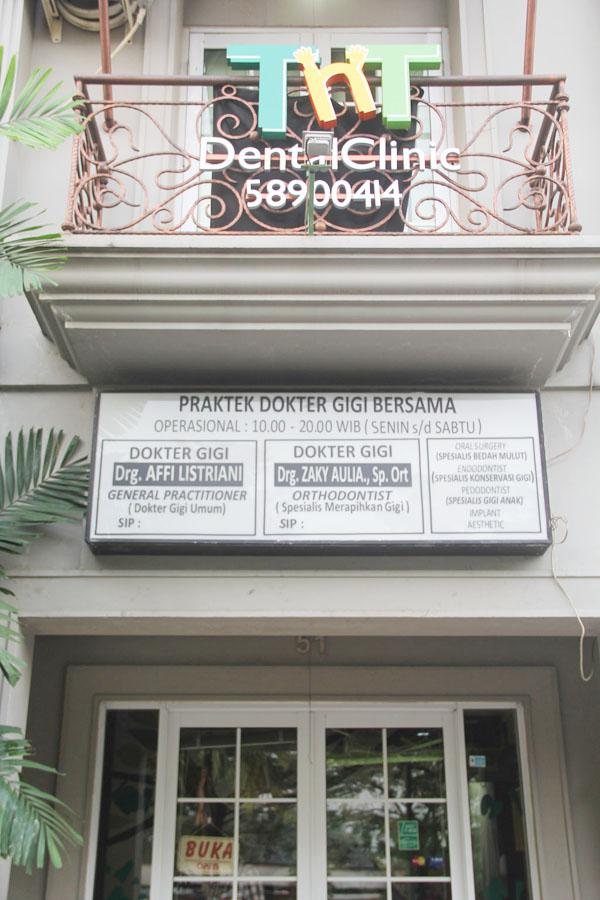 TnT
DentalClinic
58900414
PRAKTEK DOKTER GIGI BERSAMA
OPERASIONAL : 10.00 - 20.00 WIB ( SENIN s/d SABTU )
DOKTER GIGI
Drg. AFFI LISTRIANI
GENERAL PRACTITIONER
( Dokter Gigi Umum)
SIP :
DOKTER GIGI
Drg. ZAKY AULIA., Sp. Ort
ORTHODONTIST
( Spesialis Merapihkan Gigi )
SIP :
ORAL SURGERY
(SPESIALIS BEDAH MULUT)
ENDODONTIST
(SPESIALIS KONSERVASI GIGI)
PEDODONTIST
(SPESIALIS GIGI ANAK)
IMPLANT
AESTHETIC
51
BUKA
OPEN